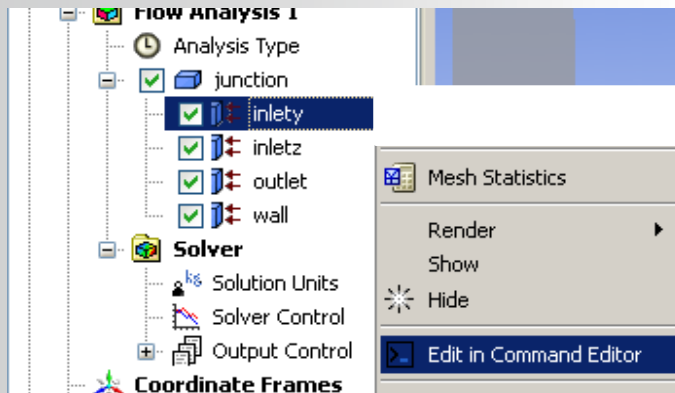 Flow Analysis 1
Analysis Type
junction
inlety
inletz
outlet
wall
Solver
Solution Units
Solver Control
Output Control
Coordinate Frames
Mesh Statistics
Render
Show
Hide
Edit in Command Editor